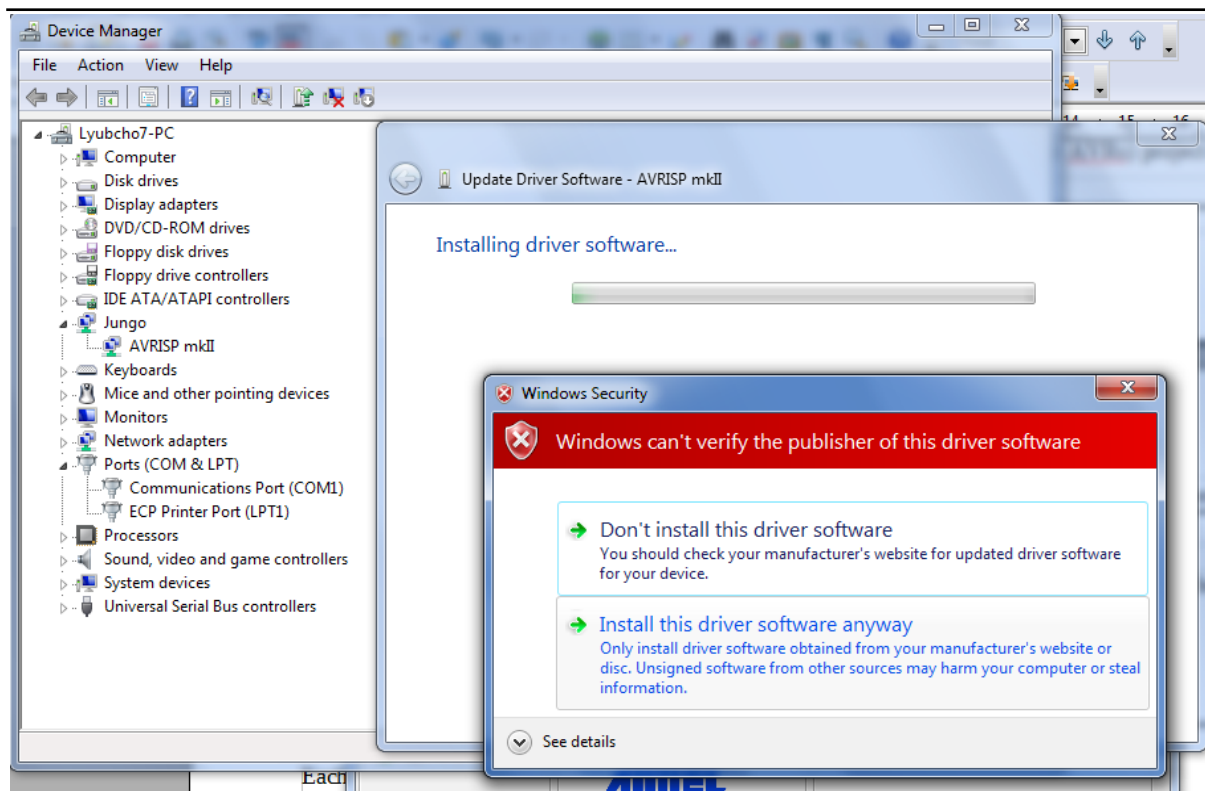 Device Manager
File Action View Help
Lyubcho7-PC
Computer
Disk drives
Display adapters
DVD/CD-ROM drives
Floppy disk drives
Floppy drive controllers
IDE ATA/ATAPI controllers
Jungo
AVRISP mkII
Keyboards
Mice and other pointing devices
Monitors
Network adapters
Ports (COM & LPT)
Communications Port (COM1)
ECP Printer Port (LPT1)
Processors
Sound, video and game controllers
System devices
Universal Serial Bus controllers
Update Driver Software - AVRISP mkII
Installing driver software...
Windows Security
Windows can't verify the publisher of this driver software
Don't install this driver software
You should check your manufacturer's website for updated driver software
for your device.
Install this driver software anyway
Only install driver software obtained from your manufacturer's website or
disc. Unsigned software from other sources may harm your computer or steal
information.
See details
Each